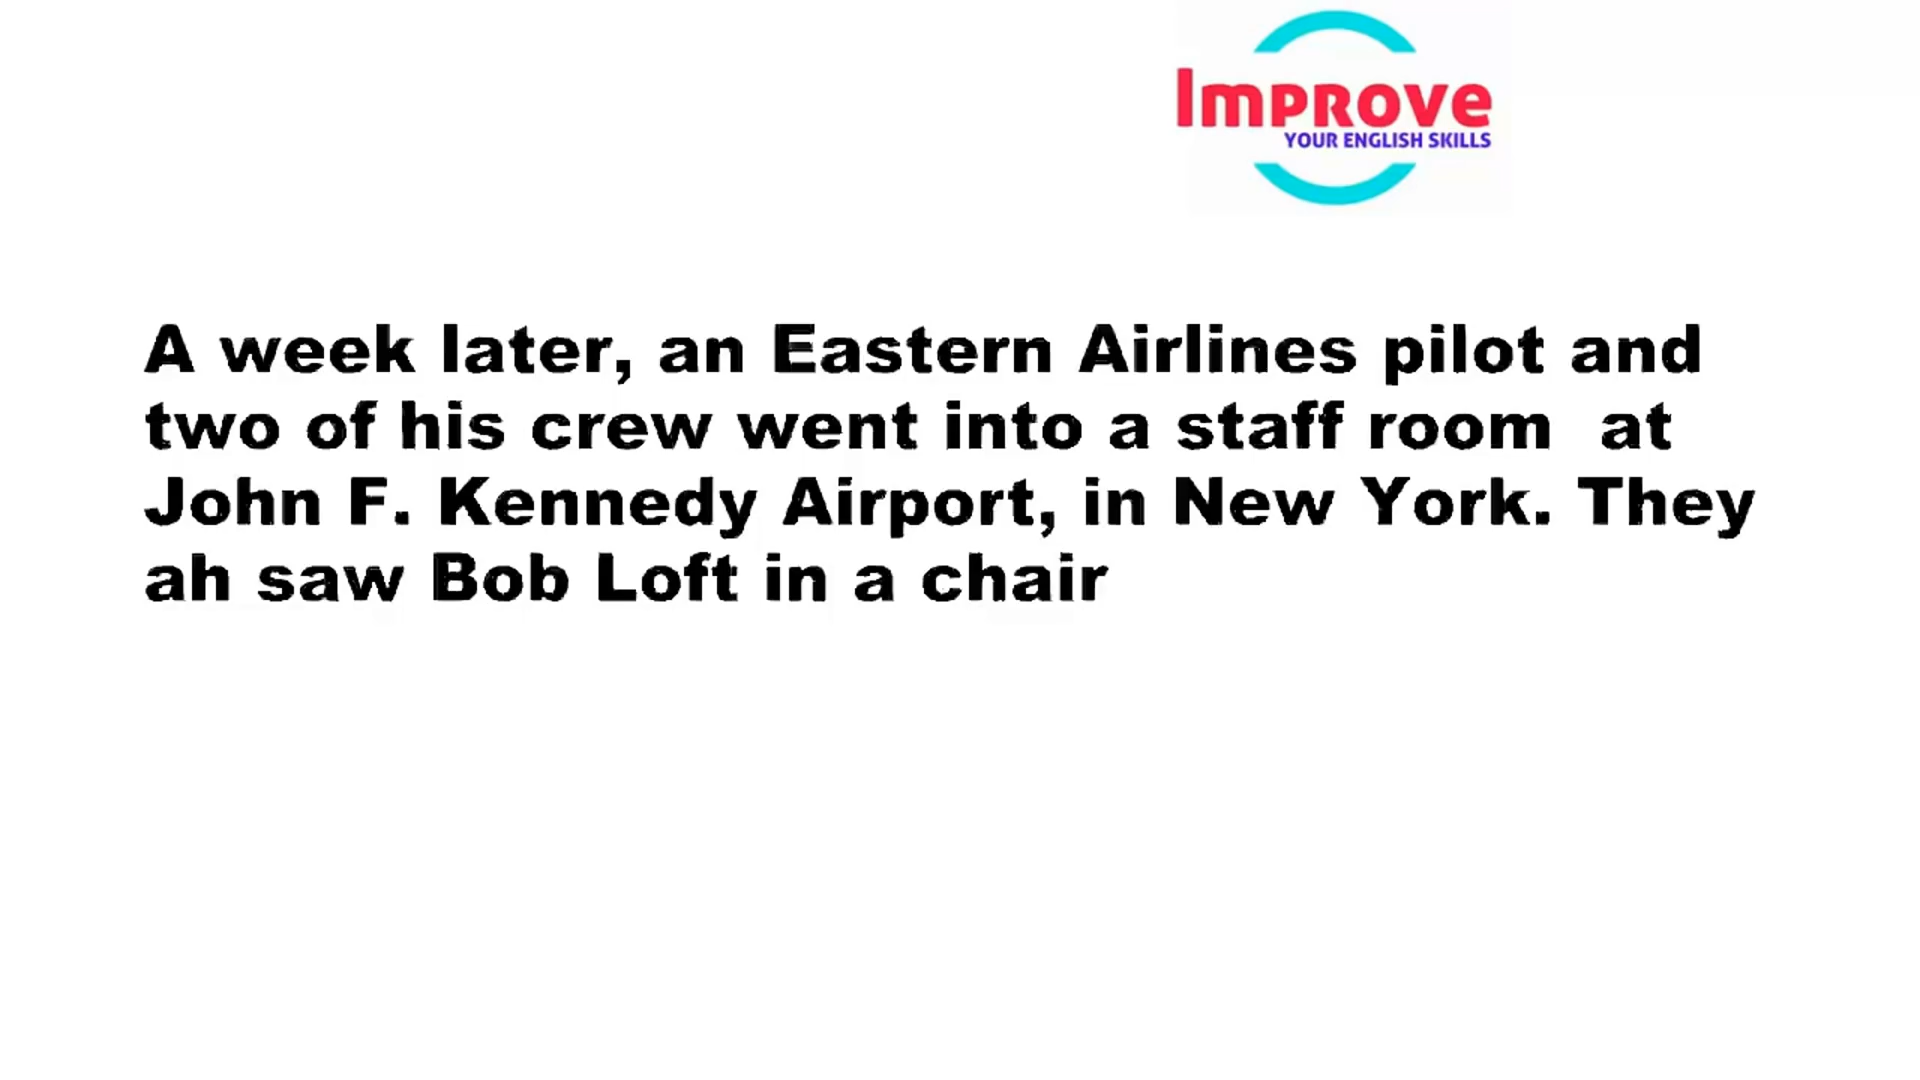 Improve
YOUR ENGLISH SKILLS
A week later, an Eastern Airlines pilot and
two of his crew went into a staff room  at
John F. Kennedy Airport, in New York. They
ah saw Bob Loft in a chair